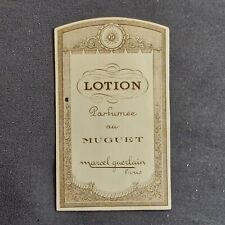 LOTION
Parfumée
au
MUGUET
marcel guerlain
Paris